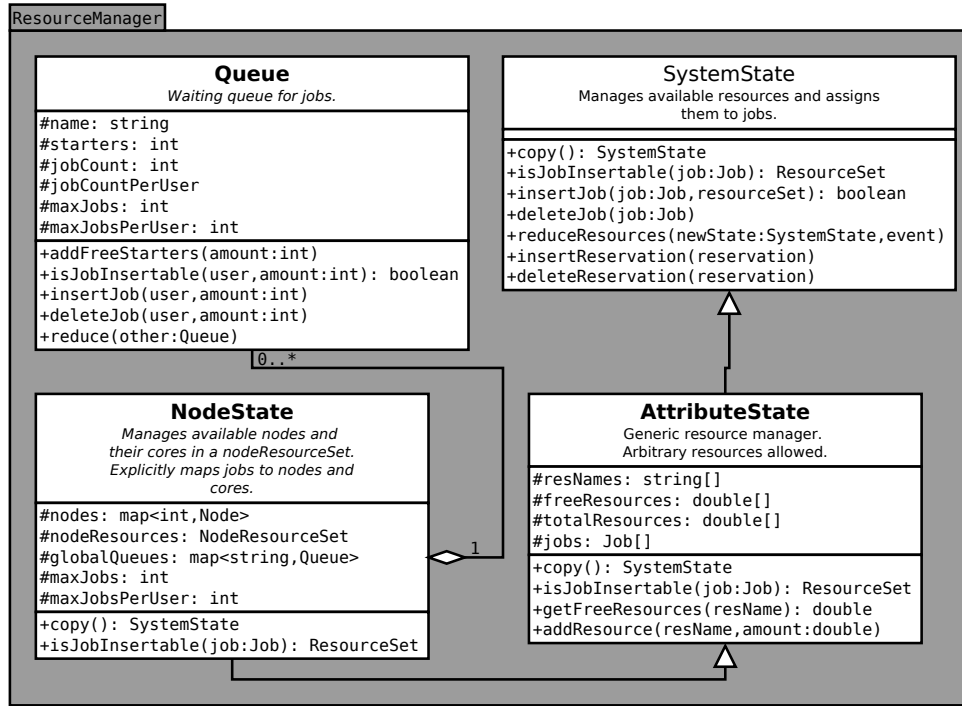 ResourceManager
Queue
Waiting queue for jobs.
#name: string
#starters: int
#jobCount: int
#jobCountPerUser
#maxJobs: int
#maxJobsPerUser: int
+addFreeStarters(amount:int)
+isJobInsertable(user,amount:int): boolean
+insertJob(user,amount:int)
+deleteJob(user,amount:int)
+reduce(other:Queue)
SystemState
Manages available resources and assigns
them to jobs.
+copy(): SystemState
+isJobInsertable(job:Job): ResourceSet
+insertJob(job:Job,resourceSet): boolean
+deleteJob(job:Job)
+reduceResources(newState:SystemState,event)
+insertReservation(reservation)
+deleteReservation(reservation)
0..*
NodeState
Manages available nodes and
their cores in a nodeResourceSet.
Explicitly maps jobs to nodes and
cores.
#nodes: map<int,Node>
#nodeResources: NodeResourceSet
#globalQueues: map<string,Queue>
#maxJobs: int
#maxJobsPerUser: int
+copy(): SystemState
+isJobInsertable(job:Job): ResourceSet
1
AttributeState
Generic resource manager.
Arbitrary resources allowed.
#resNames: string[]
#freeResources: double[]
#totalResources: double[]
#jobs: Job[]
+copy(): SystemState
+isJobInsertable(job:Job): ResourceSet
+getFreeResources(resName): double
+addResource(resName,amount:double)